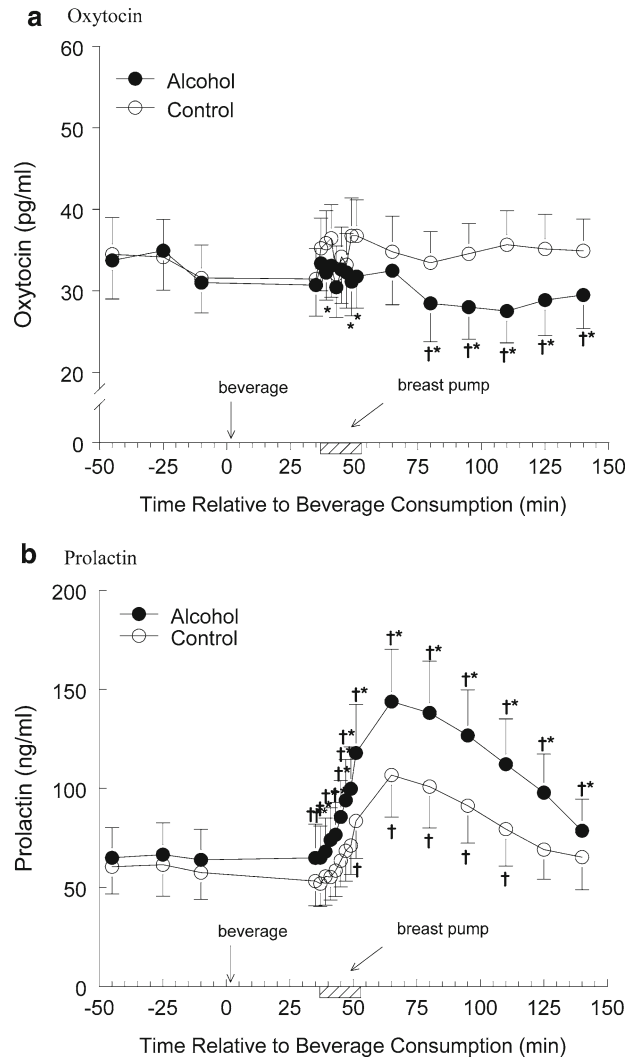 a Oxytocin
60
Alcohol
Control
50
40
30
20
0
Oxytocin (pg/ml)
*
* *
†* †* †* †* †*
beverage
breast pump
-50 -25 0 25 50 75 100 125 150
Time Relative to Beverage Consumption (min)
b Prolactin
200
Alcohol
Control
150
100
50
0
Prolactin (ng/ml)
†*
†*
†*
†*
†*
†*
†*
†*
†*
†
†
†
†
†
beverage
breast pump
-50 -25 0 25 50 75 100 125 150
Time Relative to Beverage Consumption (min)